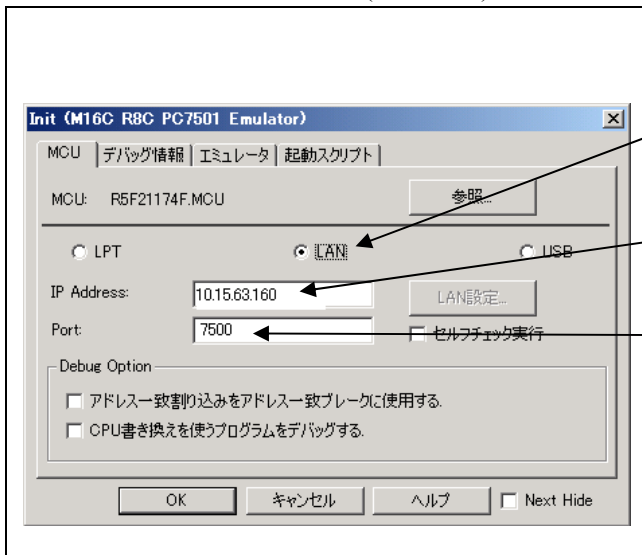 Init (M16C R8C PC7501 Emulator)
MCU デバッグ情報 エミュレータ 起動スクリプト
MCU: R5F21174F.MCU 参照...
LPT LAN USB
IP Address: 10.15.63.160 LAN設定...
Port: 7500 セルフチェック実行
Debug Option
アドレス一致割り込みをアドレス一致ブレークに使用する.
CPU書き換えを使うプログラムをデバッグする.
OK キャンセル ヘルプ Next Hide